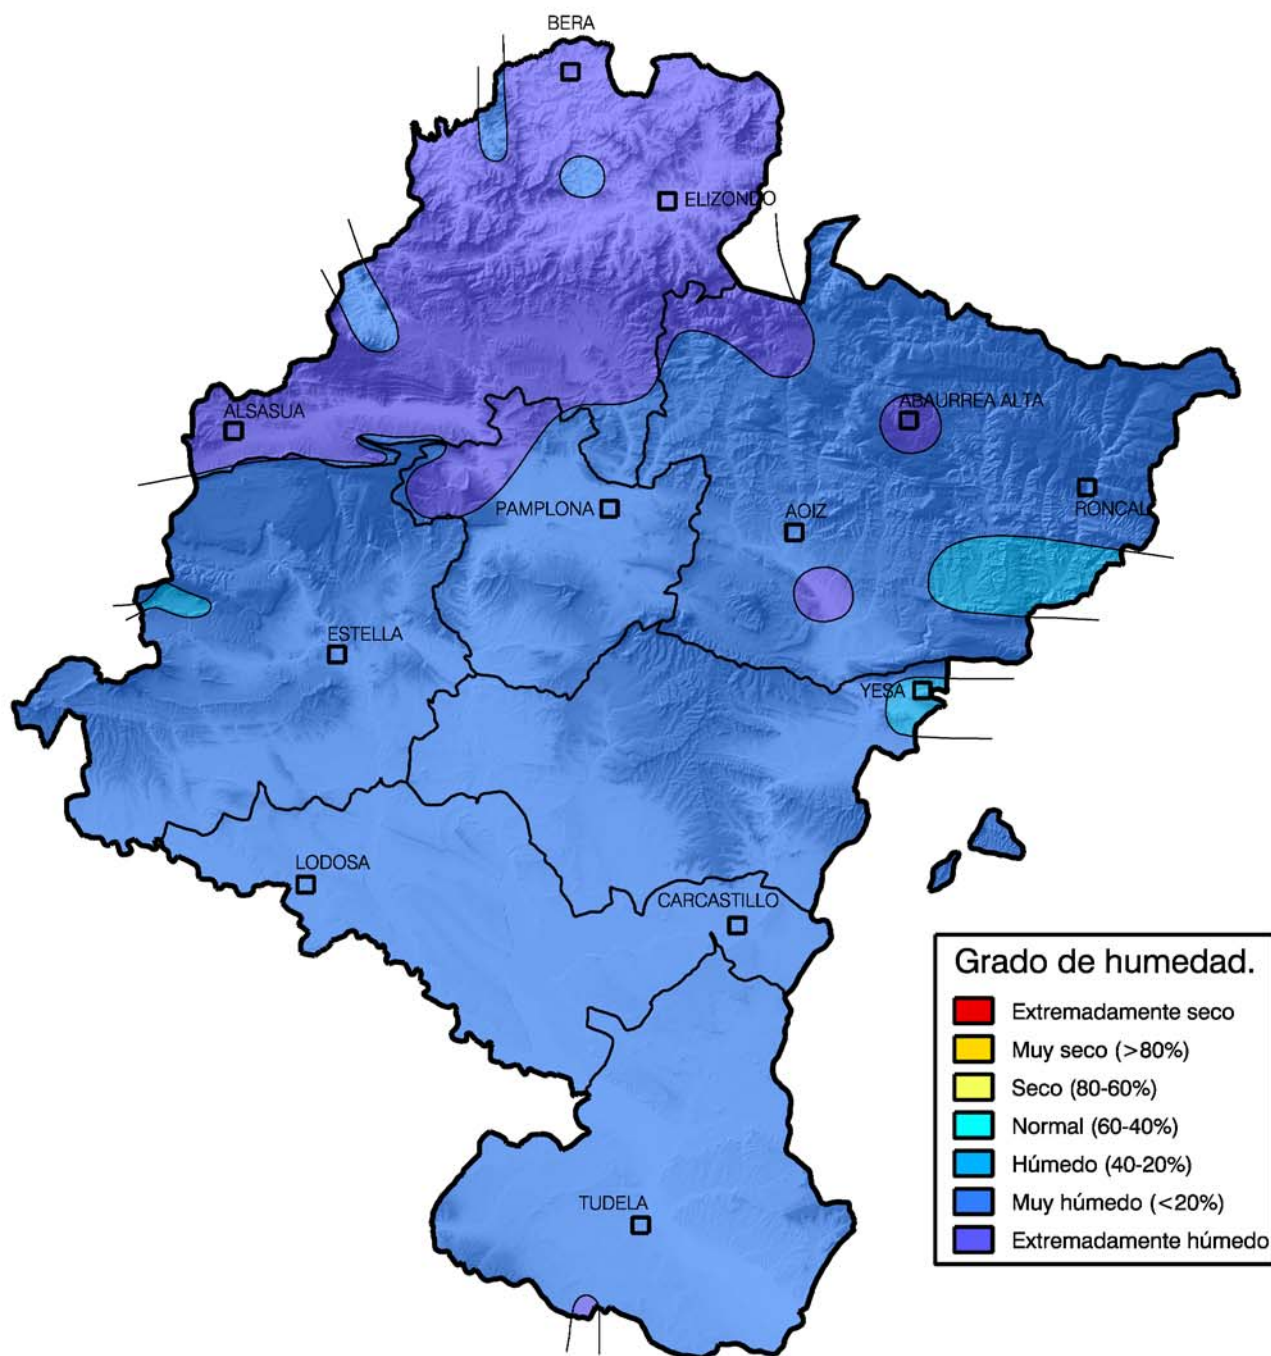 BERA
ELIZONDO
ALSASUA
ABAURREA ALTA
PAMPLONA
AOIZ
RONCAL
ESTELLA
YESA
LODOSA
CARCASTILLO
TUDELA
Grado de humedad.
Extremadamente seco
Muy seco (>80%)
Seco (80-60%)
Normal (60-40%)
Húmedo (40-20%)
Muy húmedo (<20%)
Extremadamente húmedo